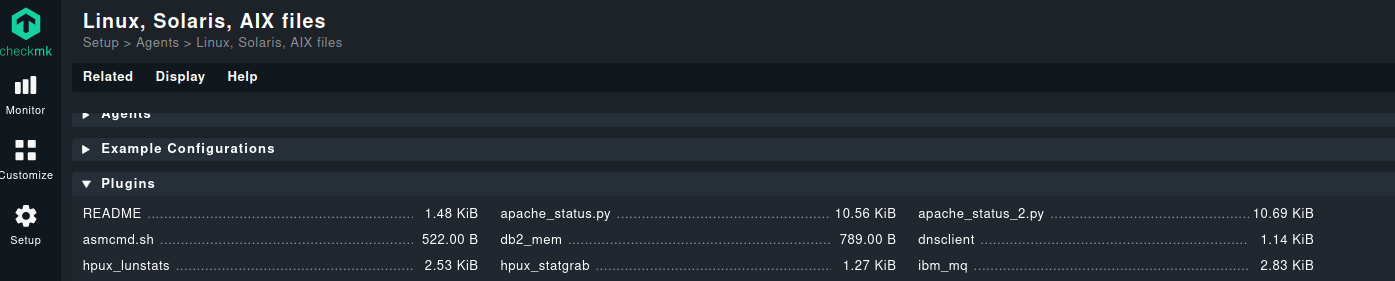 Linux, Solaris, AIX files
Setup > Agents > Linux, Solaris, AIX files
checkmk
Related Display Help
Monitor
Agents
Example Configurations
Customize
Plugins
README 1.48 KiB apache_status.py 10.56 KiB apache_status_2.py 10.69 KiB
Setup
asmcmd.sh 522.00 B db2_mem 789.00 B dnsclient 1.14 KiB
hpux_lunstats 2.53 KiB hpux_statgrab 1.27 KiB ibm_mq 2.83 KiB